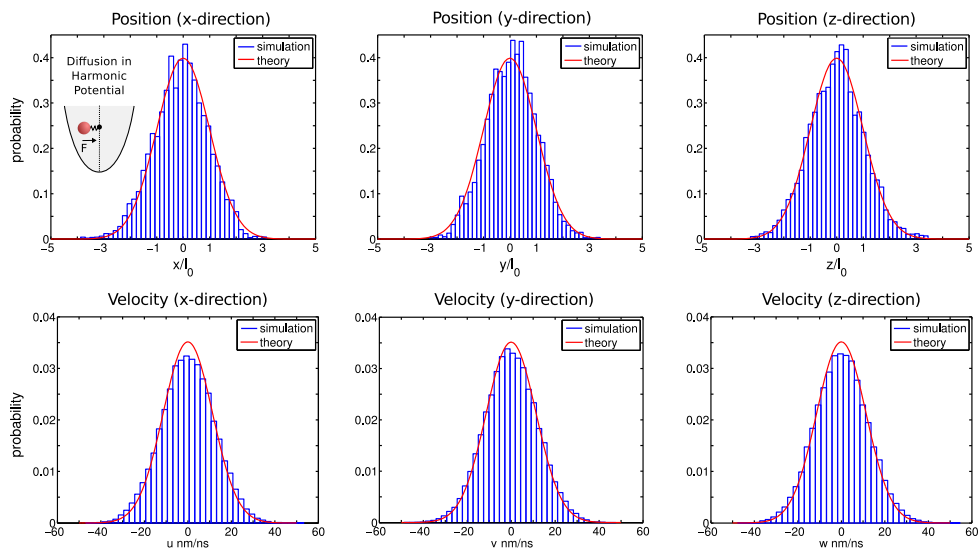 Position (x-direction)
Position (y-direction)
Position (z-direction)
simulation
theory
Diffusion in
Harmonic
Potential
F
probability
0.4
0.3
0.2
0.1
0
−5
−3
−1
0
1
3
5
x/l0
simulation
theory
0.4
0.3
0.2
0.1
0
−5
−3
−1
0
1
3
5
y/l0
simulation
theory
0.4
0.3
0.2
0.1
0
−5
−3
−1
0
1
3
5
z/l0
Velocity (x-direction)
Velocity (y-direction)
Velocity (z-direction)
simulation
theory
probability
0.04
0.03
0.02
0.01
0
−60
−40
−20
0
20
40
60
u nm/ns
simulation
theory
0.04
0.03
0.02
0.01
0
−60
−40
−20
0
20
40
60
v nm/ns
simulation
theory
0.04
0.03
0.02
0.01
0
−60
−40
−20
0
20
40
60
w nm/ns